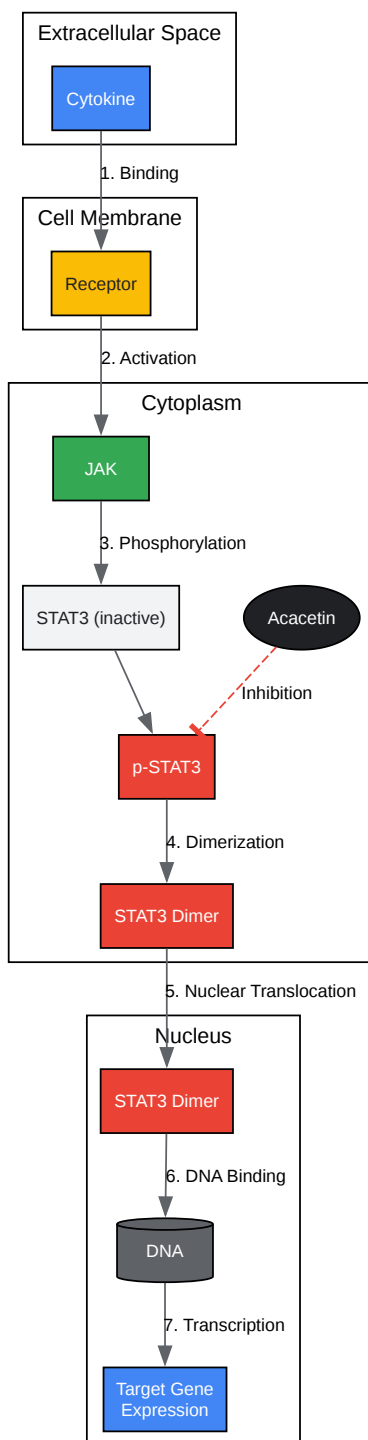 Extracellular Space
Cytokine
1. Binding
Cell Membrane
Receptor
2. Activation
Cytoplasm
JAK
3. Phosphorylation
STAT3 (inactive)
Acacetin
Inhibition
p-STAT3
4. Dimerization
STAT3 Dimer
5. Nuclear Translocation
Nucleus
STAT3 Dimer
6. DNA Binding
DNA
7. Transcription
Target Gene
Expression